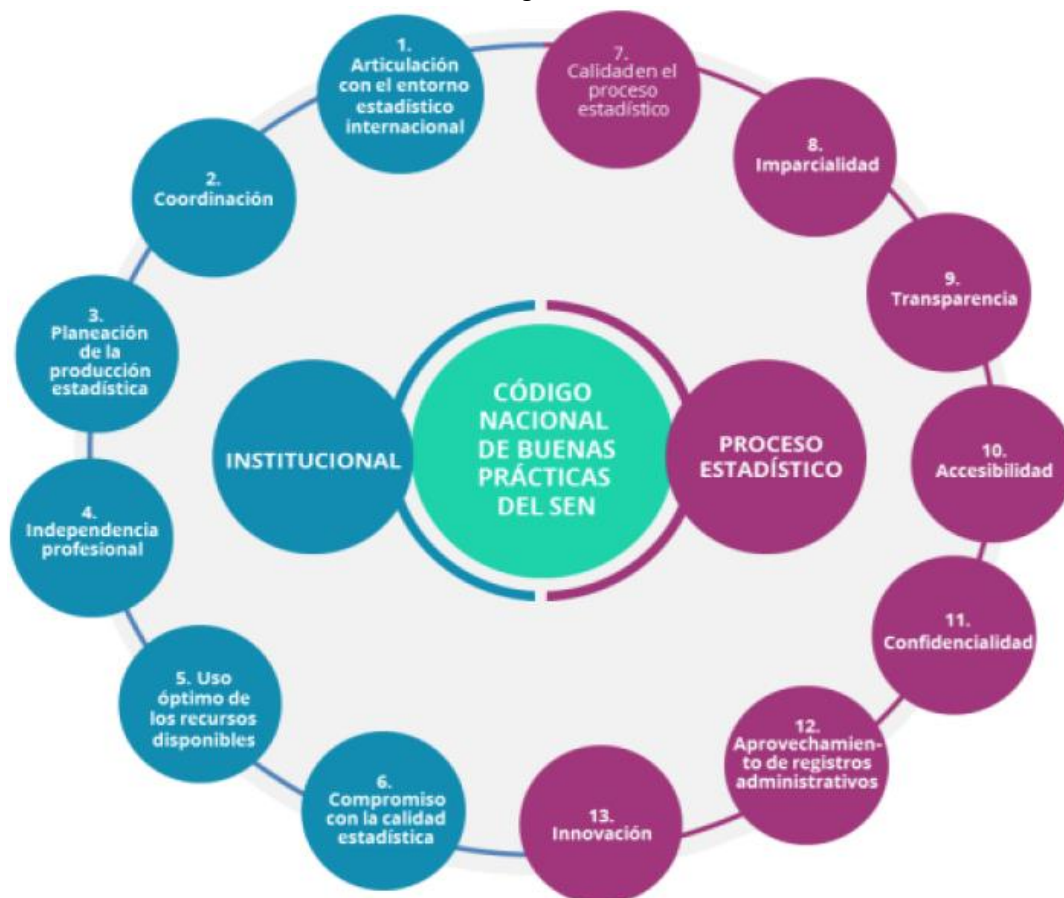 1.
Articulación
con el entorno
estadístico
internacional
2.
Coordinación
3.
Planeación
de la
producción
estadística
4.
Independencia
profesional
5. Uso
óptimo de
los recursos
disponibles
6.
Compromiso
con la calidad
estadística
7.
Calidad en el
proceso
estadístico
8.
Imparcialidad
9.
Transparencia
10.
Accesibilidad
11.
Confidencialidad
12.
Aprovechamien-
to de registros
administrativos
13.
Innovación
INSTITUCIONAL
CÓDIGO
NACIONAL
DE BUENAS
PRÁCTICAS
DEL SEN
PROCESO
ESTADÍSTICO